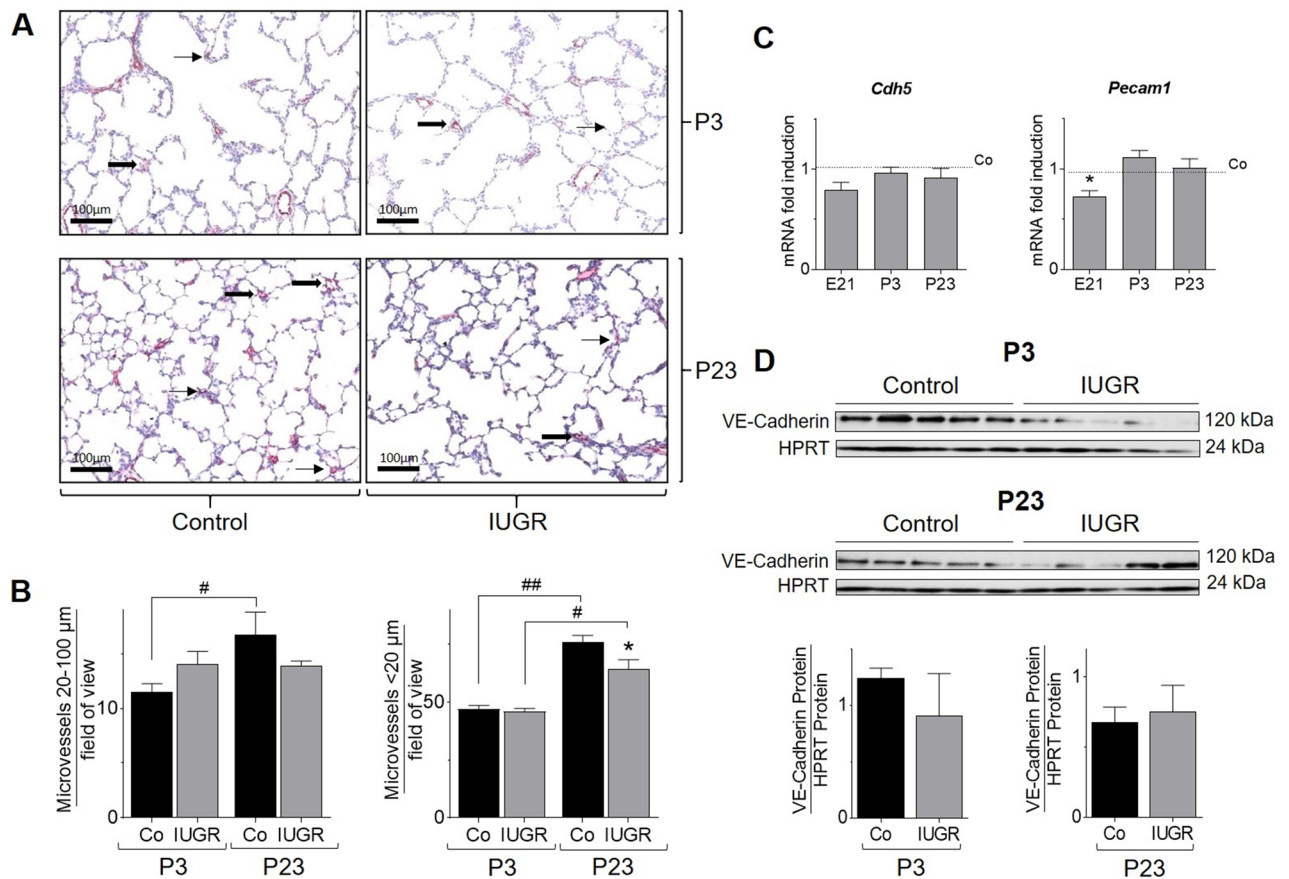 A
100µm
100µm
P3
100µm
100µm
P23
Control
IUGR
B
Microvessels 20-100 µm
field of view
10
0
#
Co IUGR Co IUGR
P3 P23
Microvessels <20 µm
field of view
50
0
##
#
*
Co IUGR Co IUGR
P3 P23
C
Cdh5
mRNA fold induction
1
0
Co
E21 P3 P23
Pecam1
mRNA fold induction
1
0
*
Co
E21 P3 P23
D
P3
Control IUGR
VE-Cadherin 120 kDa
HPRT 24 kDa
P23
Control IUGR
VE-Cadherin 120 kDa
HPRT 24 kDa
VE-Cadherin Protein
HPRT Protein
1
0
Co IUGR
P3
VE-Cadherin Protein
HPRT Protein
1
0
Co IUGR
P23